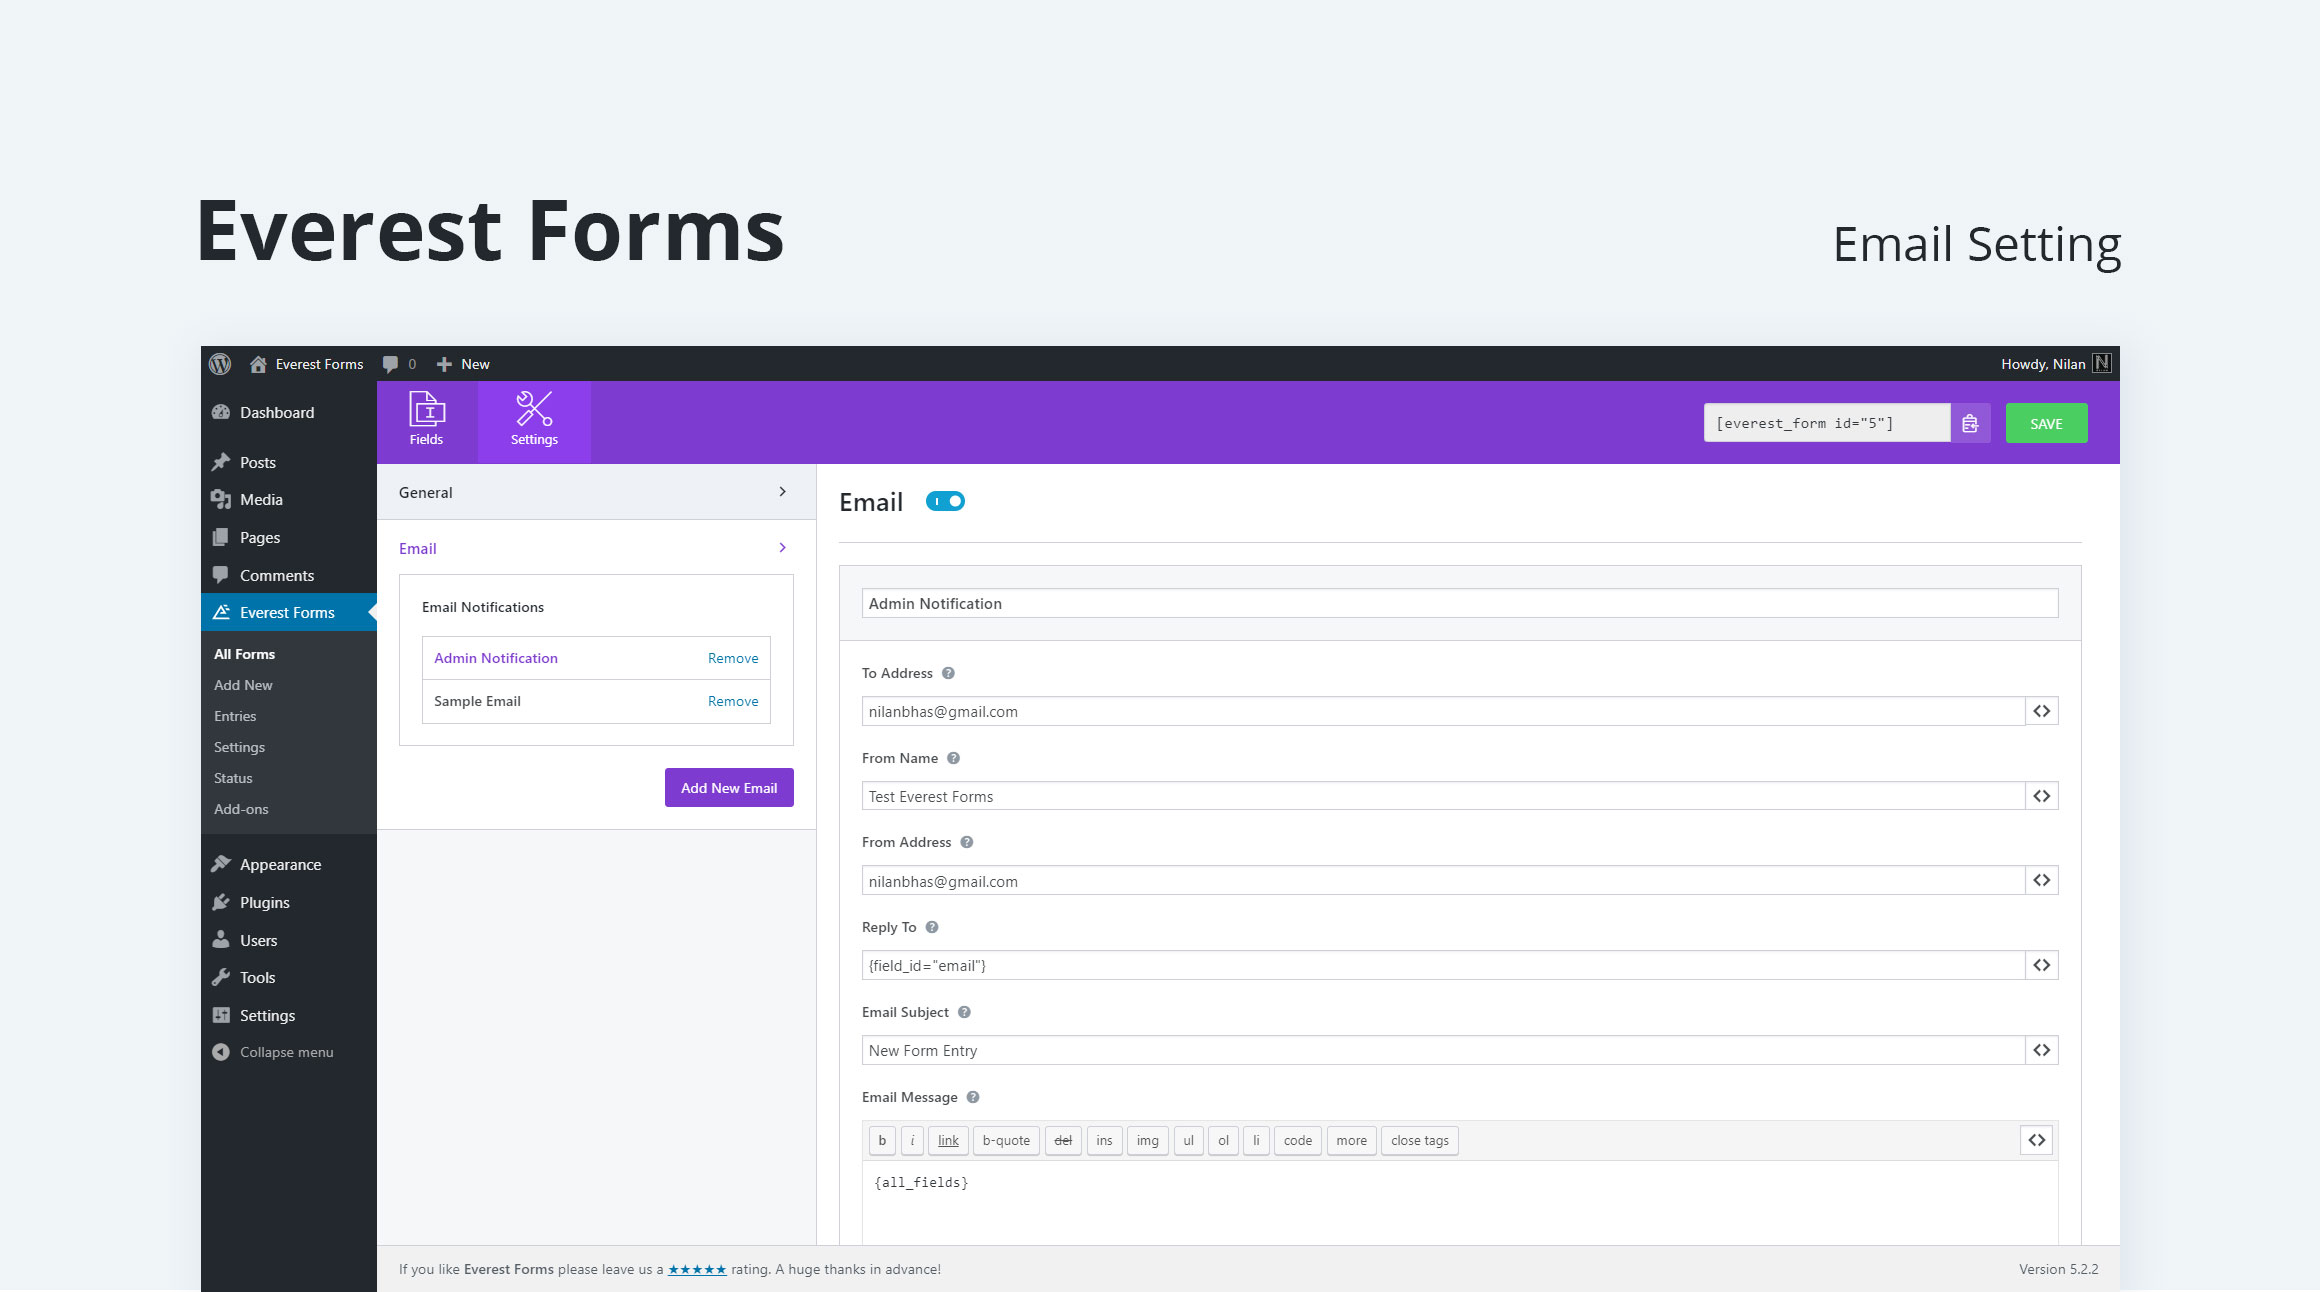 Everest Forms
Email Setting
Everest Forms
0
New
Howdy, Nilan
Dashboard
Posts
Media
Pages
Comments
Everest Forms
All Forms
Add New
Entries
Settings
Status
Add-ons
Appearance
Plugins
Users
Tools
Settings
Collapse menu
Fields
Settings
[everest_form id="5"]
SAVE
General
Email
Email Notifications
Admin Notification
Remove
Sample Email
Remove
Add New Email
Email
Admin Notification
To Address
nilanbhas@gmail.com
From Name
Test Everest Forms
From Address
nilanbhas@gmail.com
Reply To
{field_id="email"}
Email Subject
New Form Entry
Email Message
b i link b-quote del ins img ul ol li code more close tags
{all_fields}
If you like Everest Forms please leave us a ★★★★★ rating. A huge thanks in advance!
Version 5.2.2